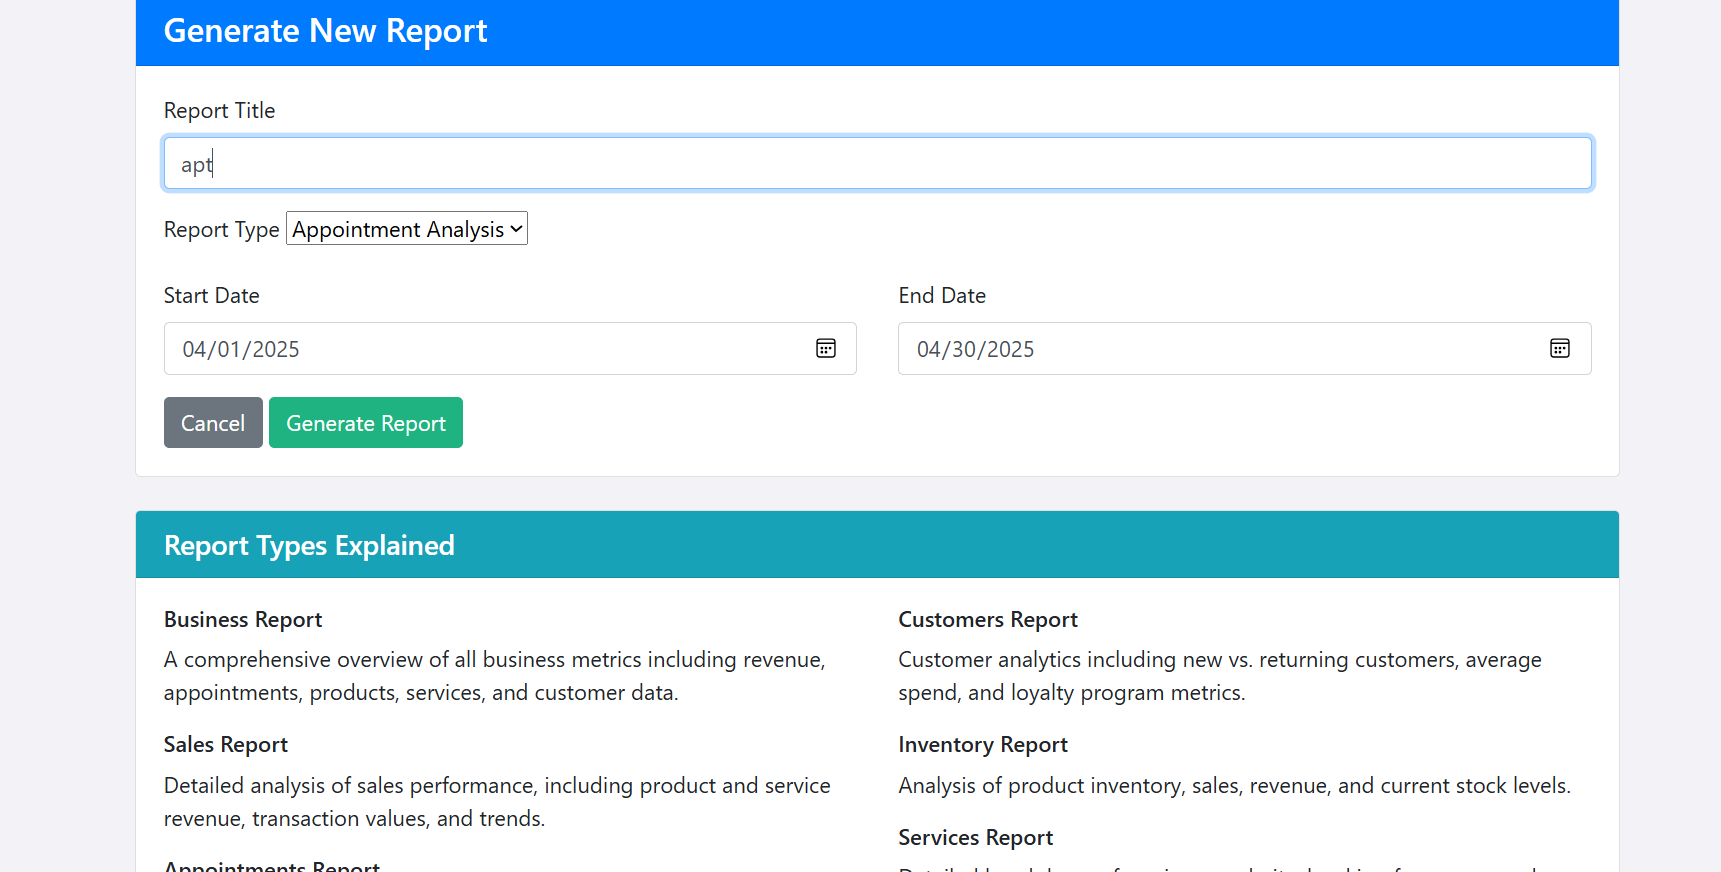 Generate New Report
Report Title
apt
Report Type Appointment Analysis
Start Date
04/01/2025
End Date
04/30/2025
Cancel Generate Report
Report Types Explained
Business Report
A comprehensive overview of all business metrics including revenue,
appointments, products, services, and customer data.
Sales Report
Detailed analysis of sales performance, including product and service
revenue, transaction values, and trends.
Appointments Report
Customers Report
Customer analytics including new vs. returning customers, average
spend, and loyalty program metrics.
Inventory Report
Analysis of product inventory, sales, revenue, and current stock levels.
Services Report